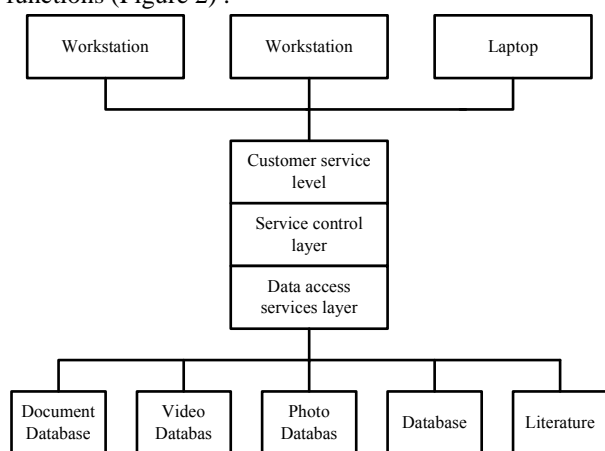 functions (Figure 2) .
Workstation Workstation Laptop
Customer service
level
Service control
layer
Data access
services layer
Document Video Photo Database Literature
Database Databas Databas